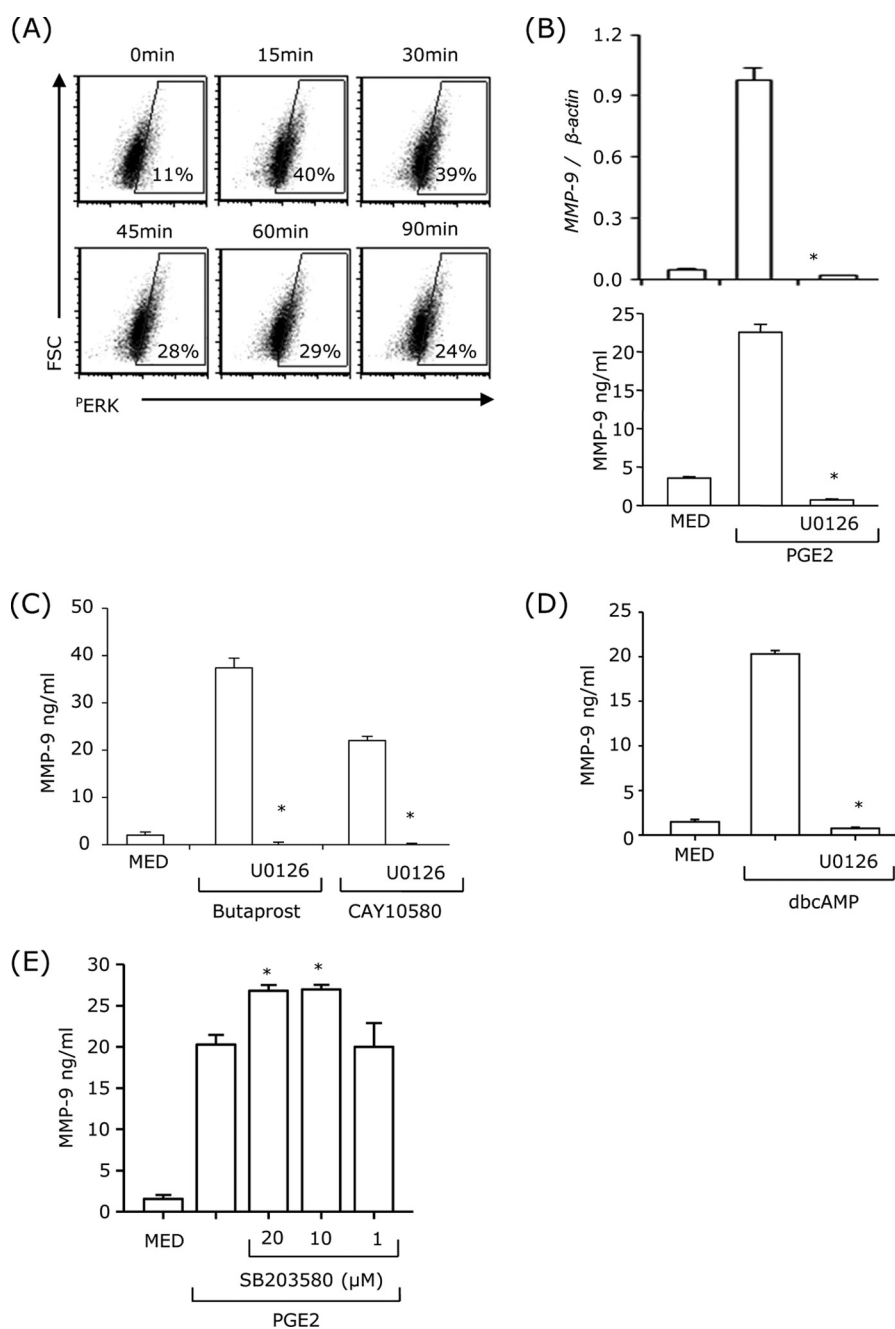 (A)
0min 15min 30min
11% 40% 39%
45min 60min 90min
28% 29% 24%
FSC
PERK
(B)
MMP-9 / β-actin
1.2
0.9
0.6
0.3
0.0
*
MMP-9 ng/ml
25
20
15
10
5
0
*
MED U0126
PGE2
(C)
MMP-9 ng/ml
50
40
30
20
10
0
* *
MED U0126 U0126
Butaprost CAY10580
(D)
MMP-9 ng/ml
25
20
15
10
5
0
*
MED U0126
dbcAMP
(E)
MMP-9 ng/ml
30
25
20
15
10
5
0
* *
MED 20 10 1
SB203580 (µM)
PGE2